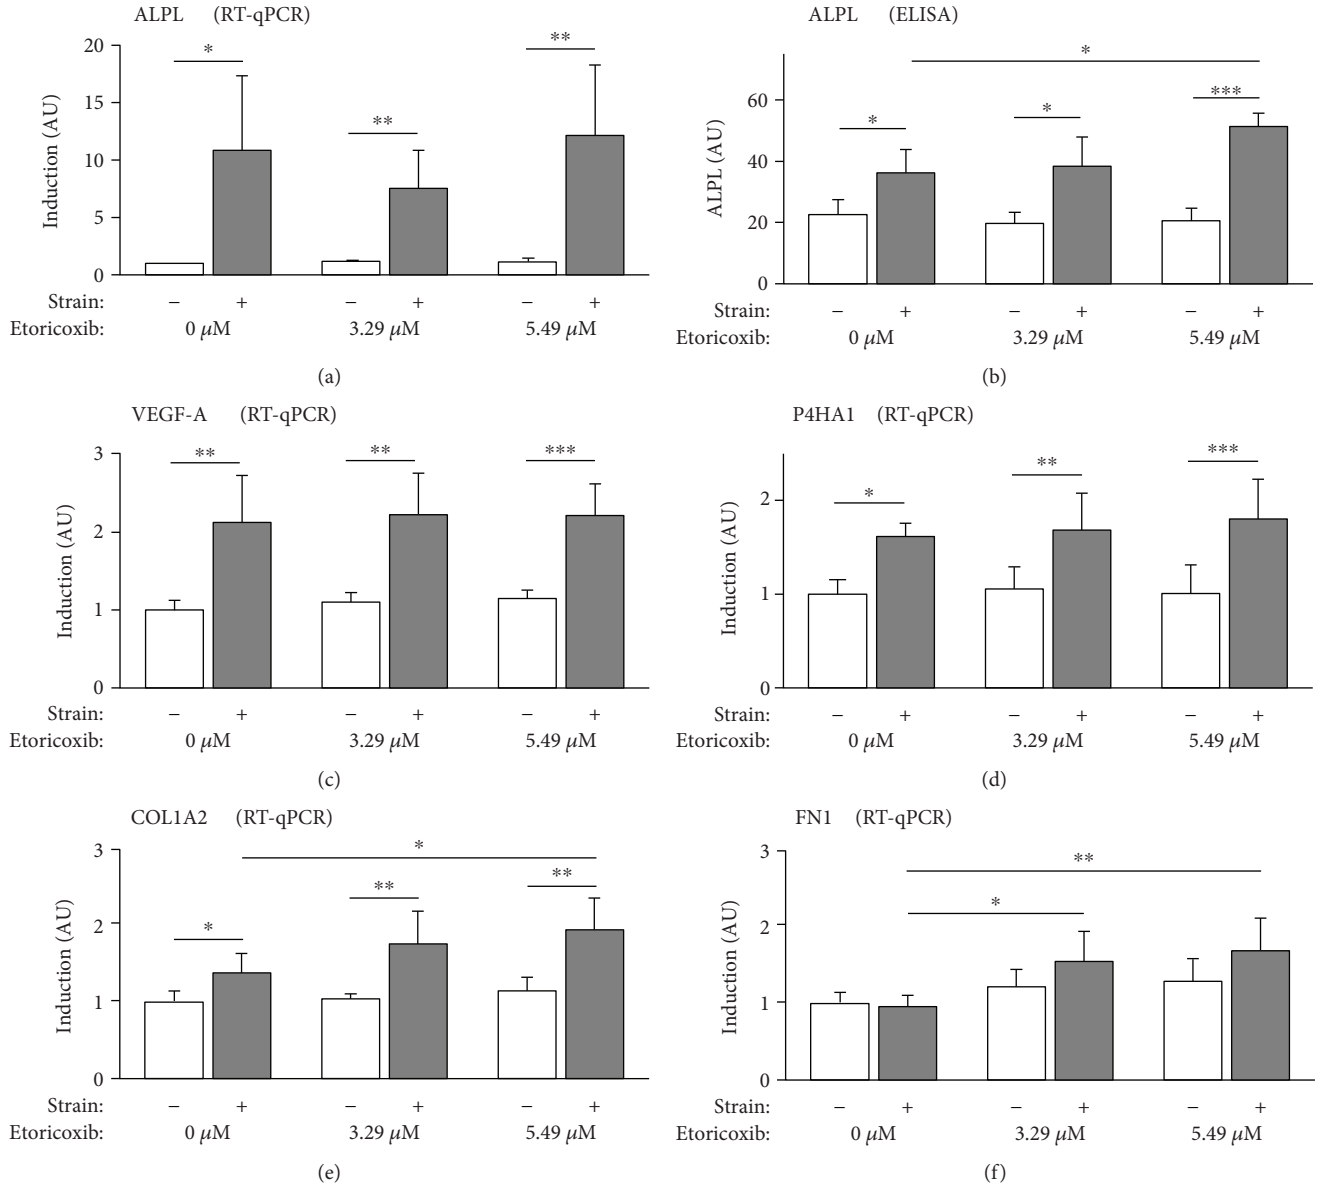 ALPL (RT-qPCR)
Induction (AU)
20
15
10
5
0
*
**
**
Strain: − + − + − +
Etoricoxib: 0 µM 3.29 µM 5.49 µM
(a)
ALPL (ELISA)
ALPL (AU)
60
40
20
0
*
*
*
***
Strain: − + − + − +
Etoricoxib: 0 µM 3.29 µM 5.49 µM
(b)
VEGF-A (RT-qPCR)
Induction (AU)
3
2
1
0
**
**
***
Strain: − + − + − +
Etoricoxib: 0 µM 3.29 µM 5.49 µM
(c)
P4HA1 (RT-qPCR)
Induction (AU)
2
1
0
*
**
***
Strain: − + − + − +
Etoricoxib: 0 µM 3.29 µM 5.49 µM
(d)
COL1A2 (RT-qPCR)
Induction (AU)
3
2
1
0
*
*
**
**
Strain: − + − + − +
Etoricoxib: 0 µM 3.29 µM 5.49 µM
(e)
FN1 (RT-qPCR)
Induction (AU)
3
2
1
0
**
*
Strain: − + − + − +
Etoricoxib: 0 µM 3.29 µM 5.49 µM
(f)